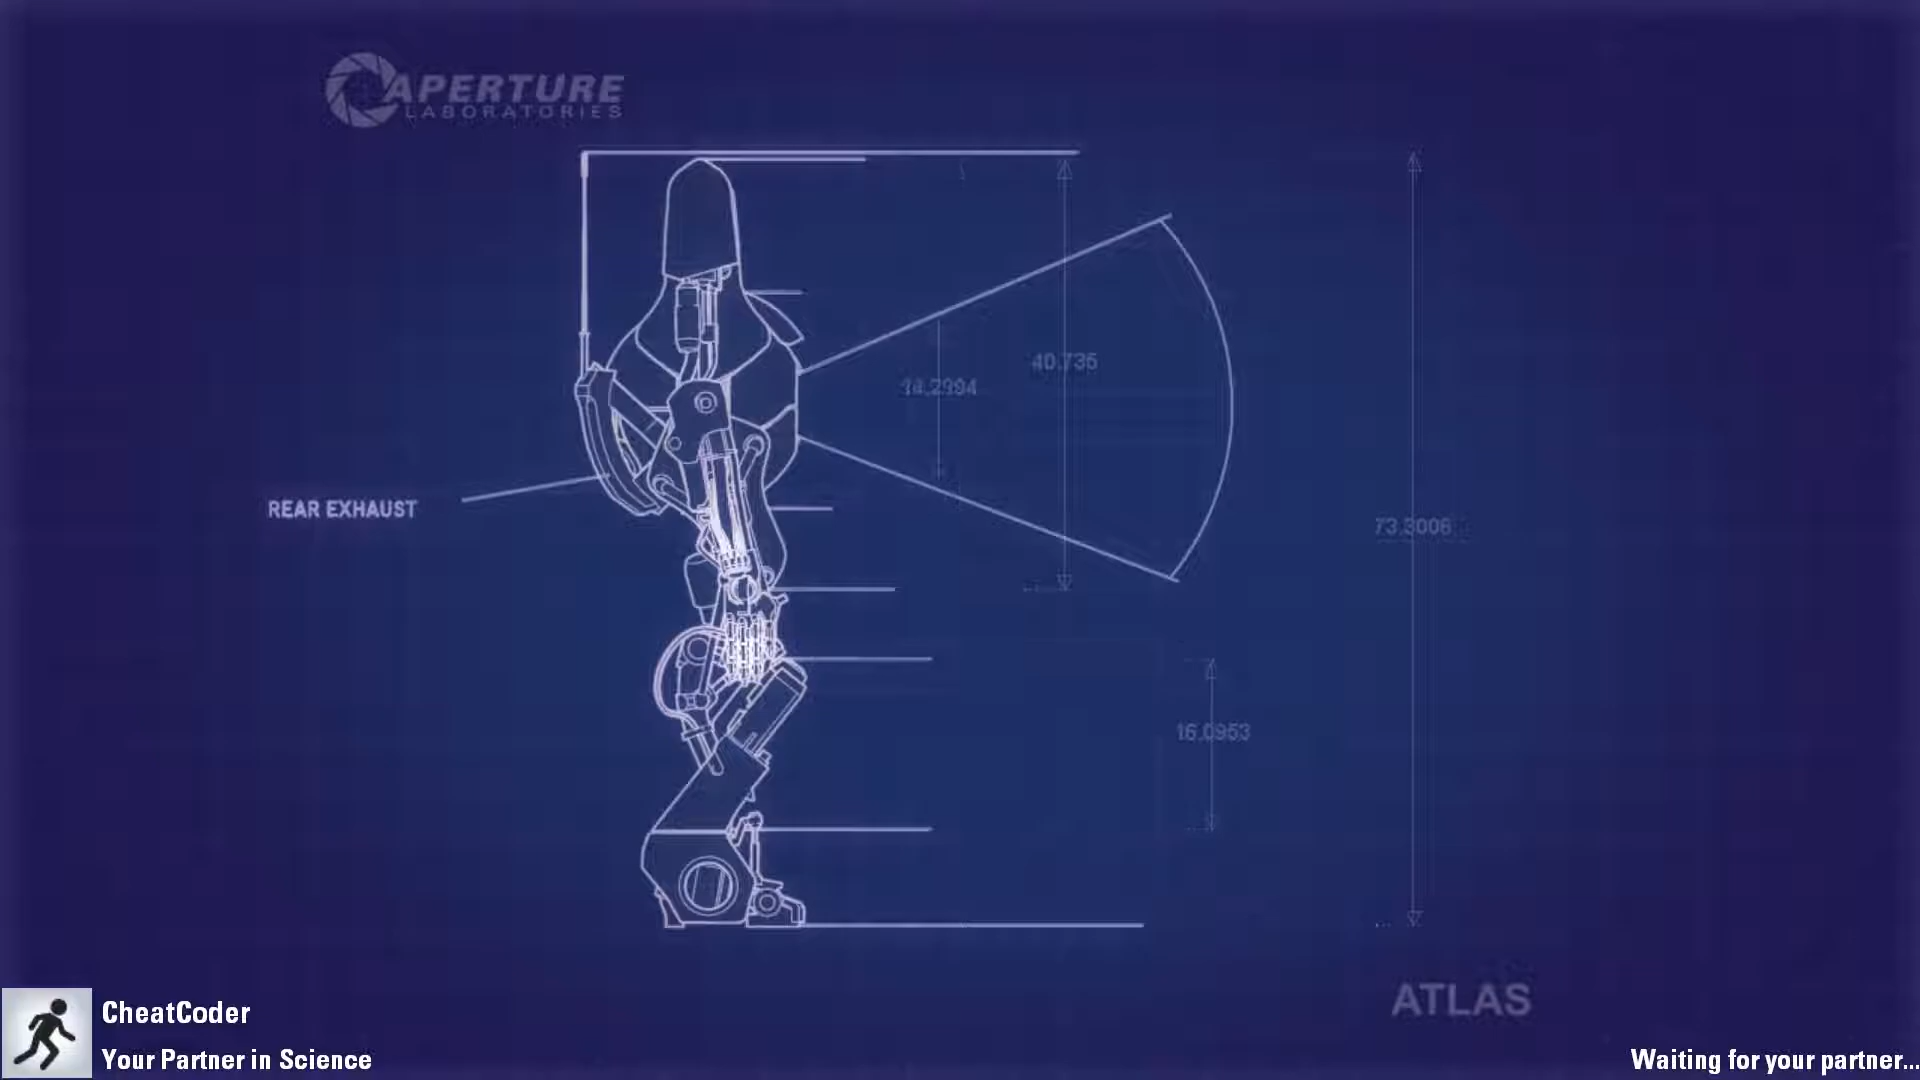 APERTURE
LABORATORIES
40.735
REAR EXHAUST
73.3006
16.0953
ATLAS
CheatCoder
Your Partner in Science
Waiting for your partner...